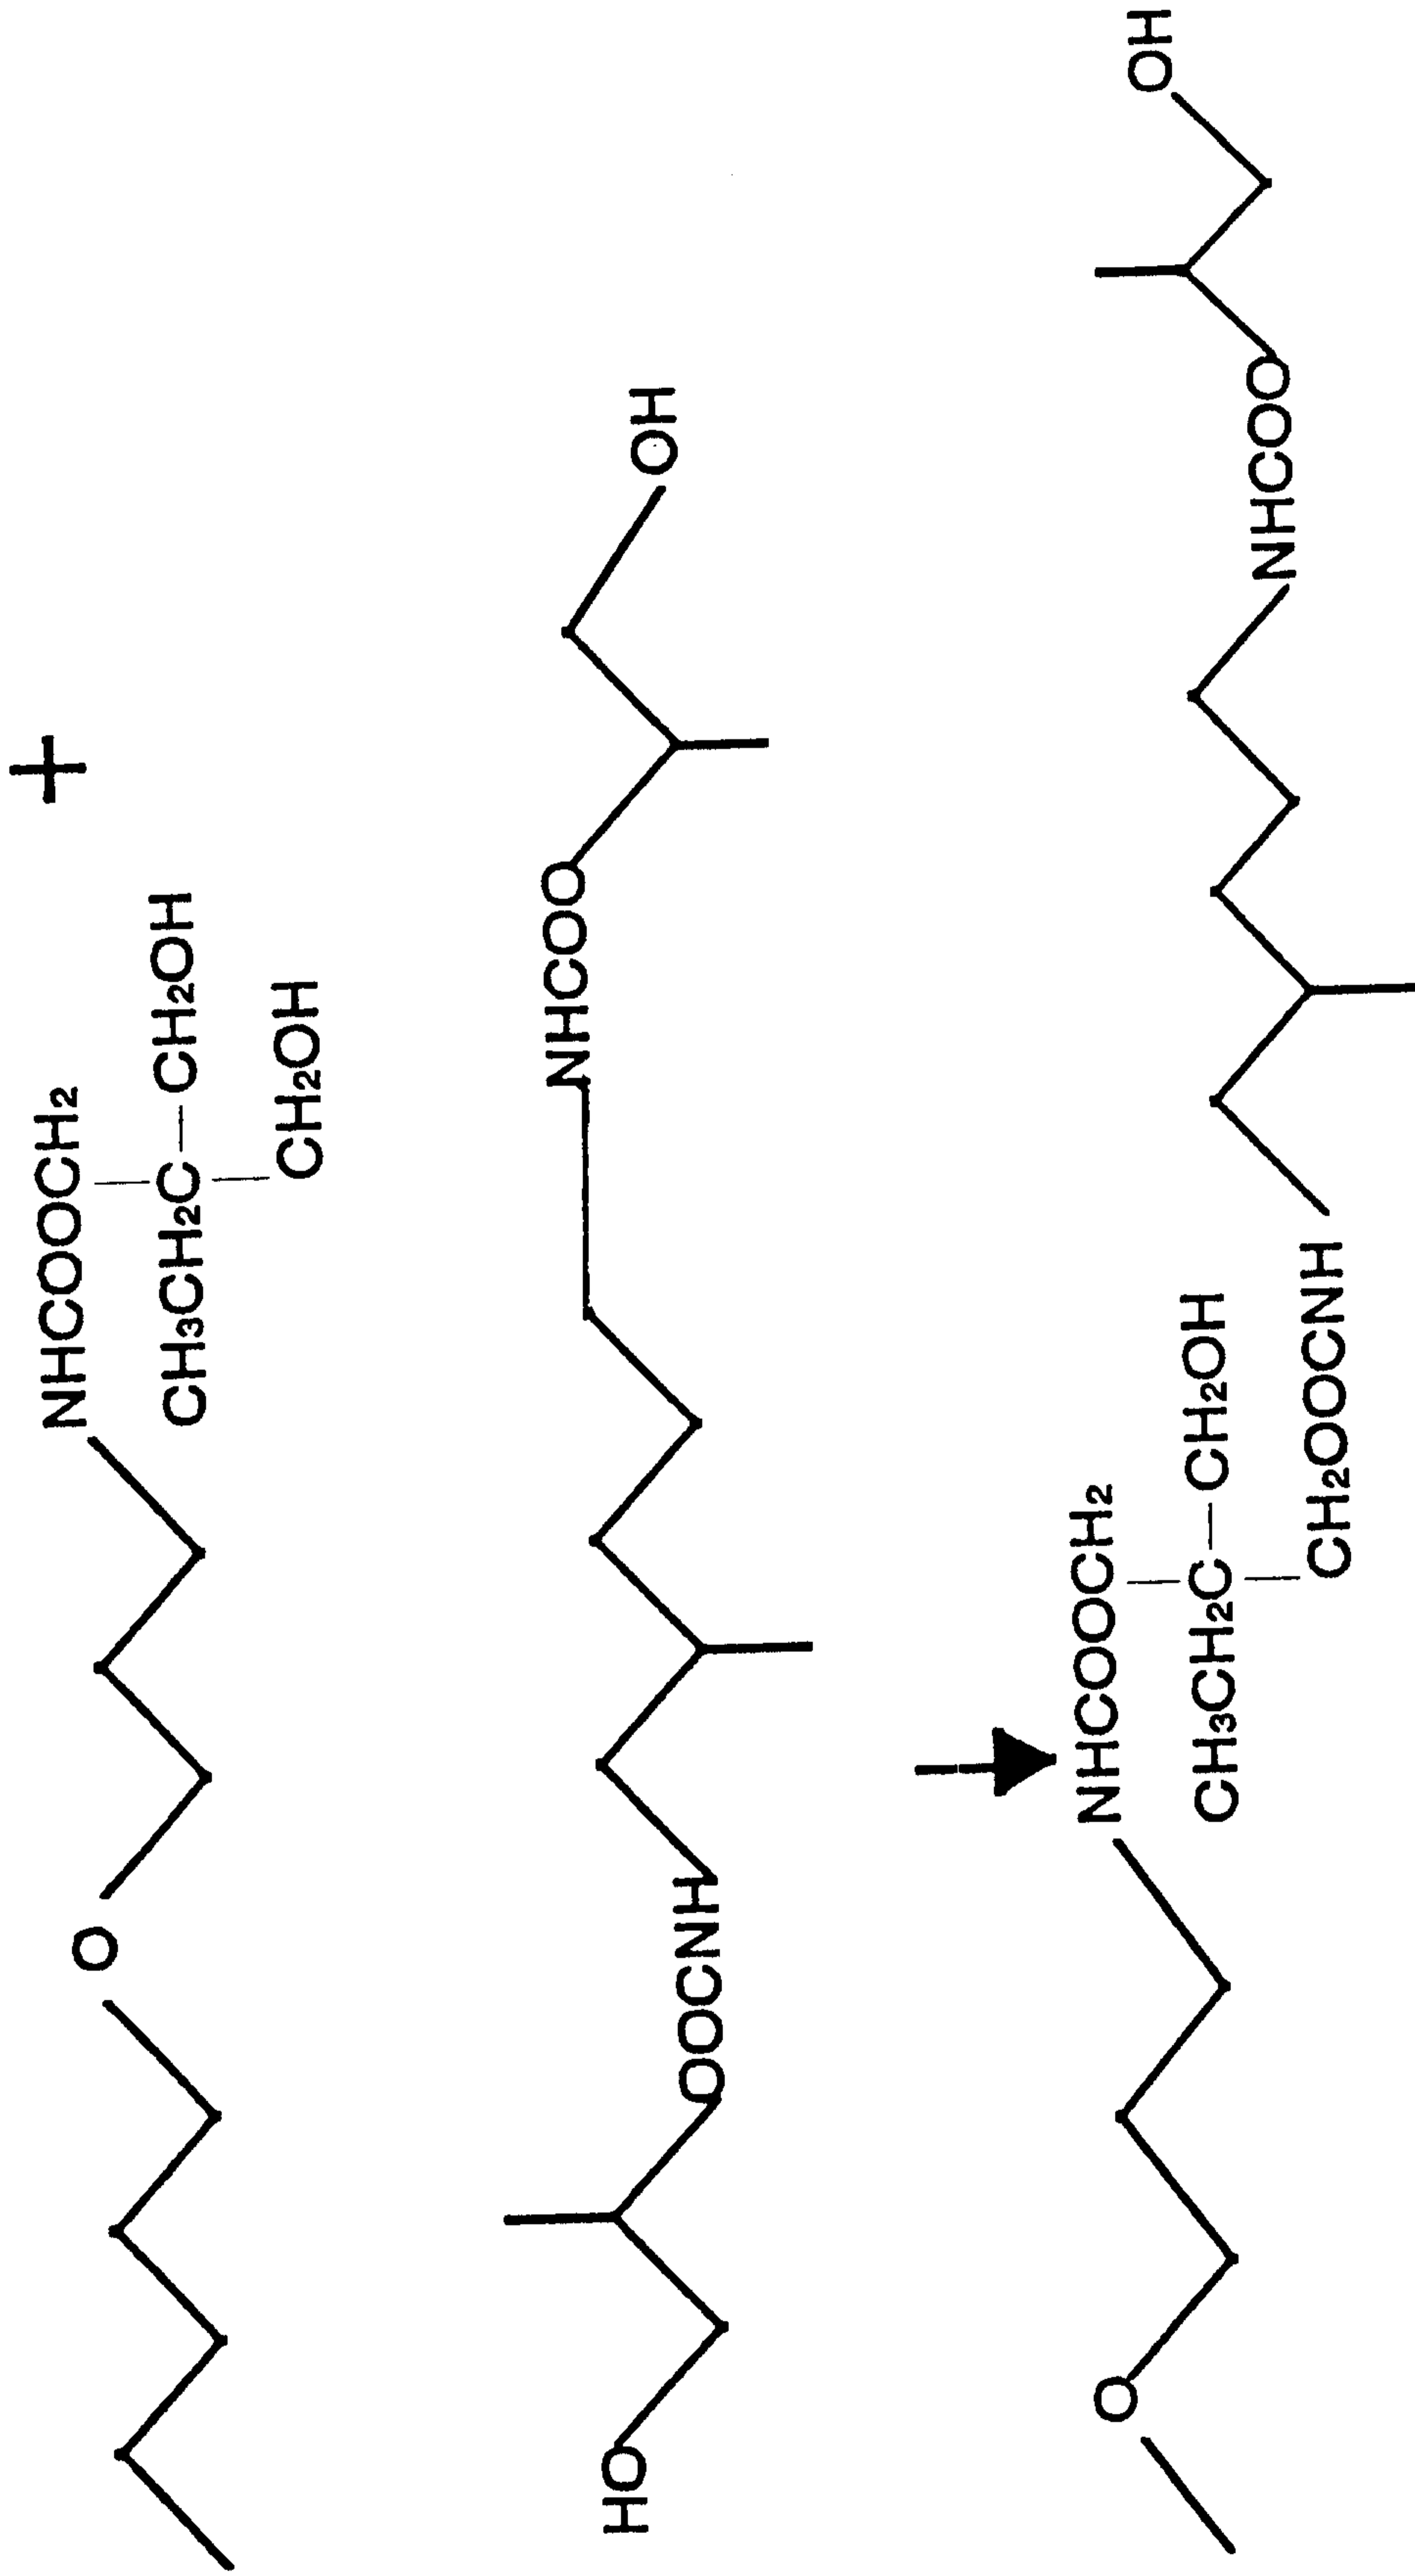 +
O NHCOOCH2
CH3CH2C — CH2OH
CH2OH
HO OOCNH NHCOO OH
O NHCOOCH2
CH3CH2C — CH2OH
CH2OOCNH NHCOO OH